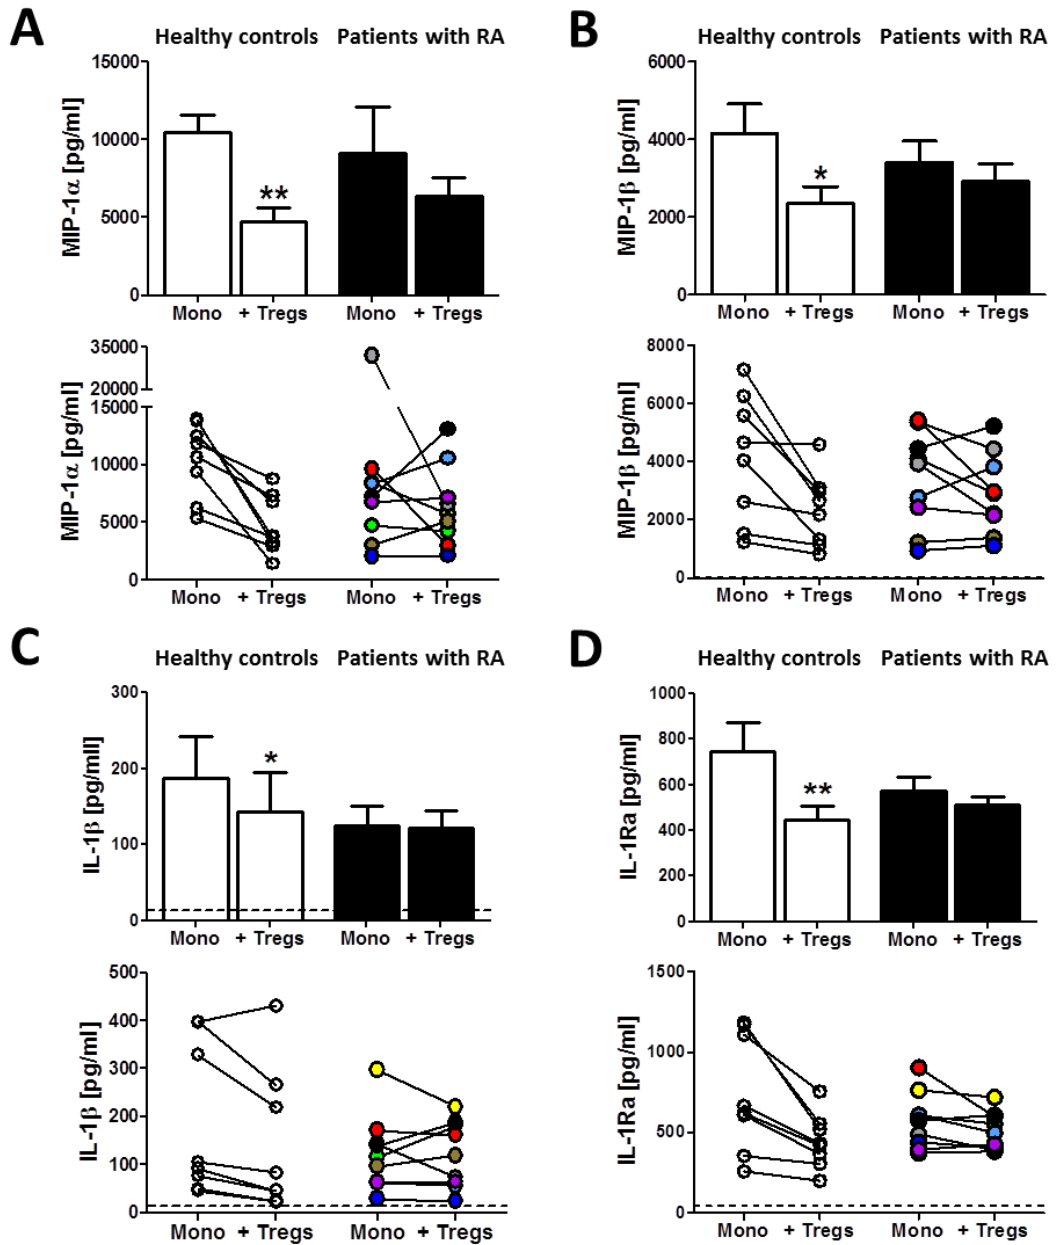 A
Healthy controls Patients with RA
MIP-1α [pg/ml]
15000
10000
5000
0
**
Mono + Tregs Mono + Tregs
MIP-1α [pg/ml]
35000
20000
15000
10000
5000
0
Mono + Tregs Mono + Tregs
B
Healthy controls Patients with RA
MIP-1β [pg/ml]
6000
4000
2000
0
*
Mono + Tregs Mono + Tregs
MIP-1β [pg/ml]
8000
6000
4000
2000
0
Mono + Tregs Mono + Tregs
C
Healthy controls Patients with RA
IL-1β [pg/mll]
300
200
100
0
*
Mono + Tregs Mono + Tregs
IL-1β [pg/ml]
500
400
300
200
100
0
Mono + Tregs Mono + Tregs
D
Healthy controls Patients with RA
IL-1Ra [pg/ml]
1000
800
600
400
200
0
**
Mono + Tregs Mono + Tregs
IL-1Ra [pg/ml]
1500
1000
500
0
Mono + Tregs Mono + Tregs